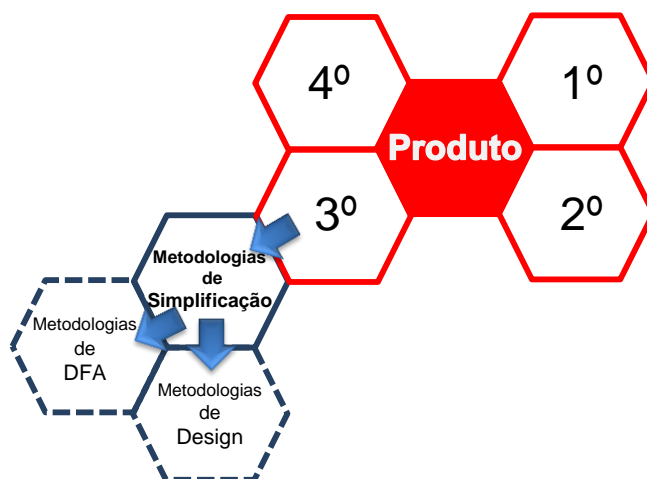 4º
1º
Produto
3º
2º
Metodologias
de
Simplificação
Metodologias
de
DFA
Metodologias
de
Design